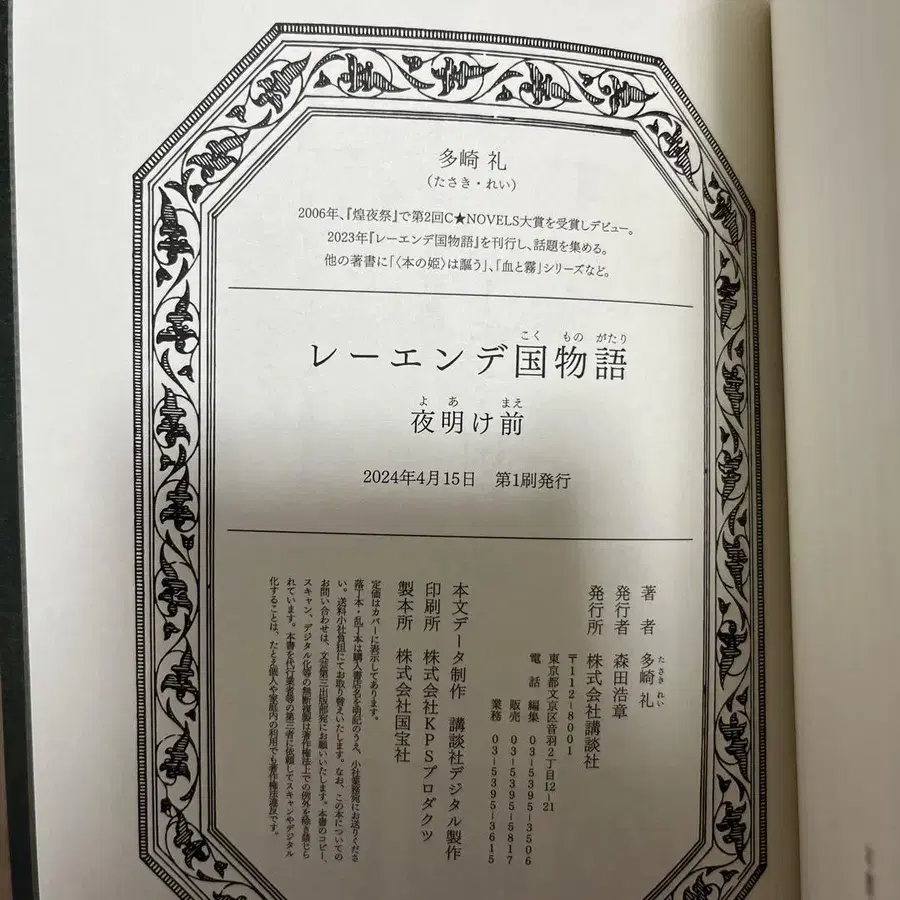 多崎 礼
(たさき・れい)
2006年、『煌夜祭』で第2回C★NOVELS大賞を受賞しデビュー。
2023年『レーエンデ国物語』を刊行し、話題を集める。
他の著書に「〈本の姫〉は謳う」、「血と霧」シリーズなど。
こく もの がたり
レーエンデ国物語
よ あ まえ
夜明け前
2024年4月15日 第1刷発行
たさき れい
著 者 多崎 礼
発行者 森田浩章
発行所 株式会社講談社
〒112-8001
東京都文京区音羽2丁目12-21
電 話 編集 03-5395-3506
販売 03-5395-5817
業務 03-5395-3615
本文データ制作 講談社デジタル製作
印刷所 株式会社KPSプロダクツ
製本所 株式会社国宝社
定価はカバーに表示してあります。
落丁本・乱丁本は購入書店名を明記のうえ、小社業務宛にお送りくださ
い。送料小社負担にてお取り替えいたします。なお、この本についての
お問い合わせは、文芸第三出版部宛にお願いいたします。本書のコピー、
スキャン、デジタル化等の無断複製は著作権法上での例外を除き禁じら
れています。本書を代行業者等の第三者に依頼してスキャンやデジタル
化することは、たとえ個人や家庭内の利用でも著作権法違反です。